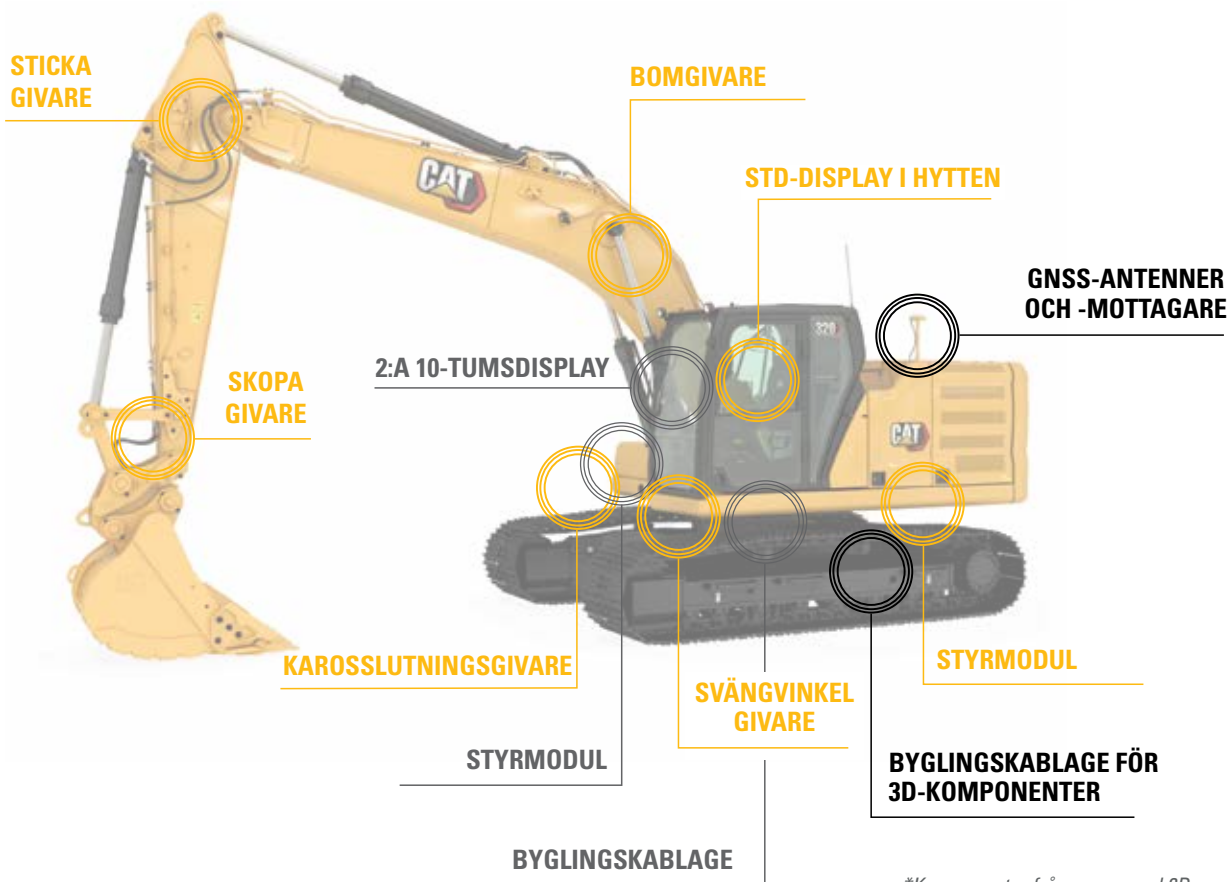 STICKA
GIVARE
BOMGIVARE
STD-DISPLAY I HYTTEN
GNSS-ANTENNER
OCH -MOTTAGARE
2:A 10-TUMSDISPLAY
SKOPA
GIVARE
CAT
320
CAT
KAROSSLUTNINGSGIVARE
SVÄNGVINKEL
GIVARE
STYRMODUL
STYRMODUL
BYGLINGSKABLAGE FÖR
3D-KOMPONENTER
BYGLINGSKABLAGE